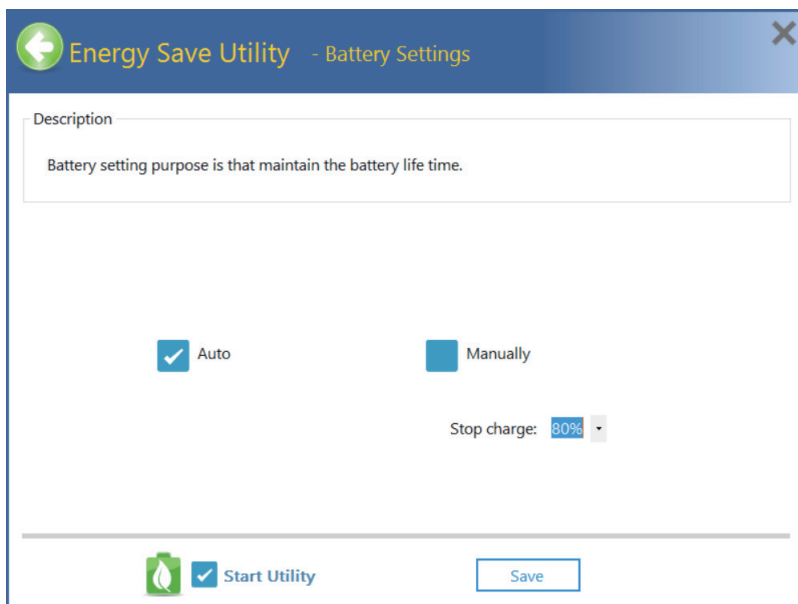 Energy Save Utility - Battery Settings
Description
Battery setting purpose is that maintain the battery life time.
Auto Manually
Stop charge: 80%
Start Utility Save